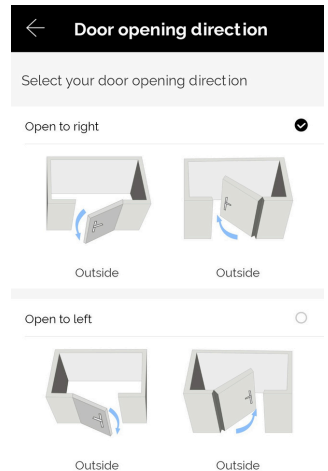 Door opening direction
Select your door opening direction
Open to right
Outside Outside
Open to left
Outside Outside